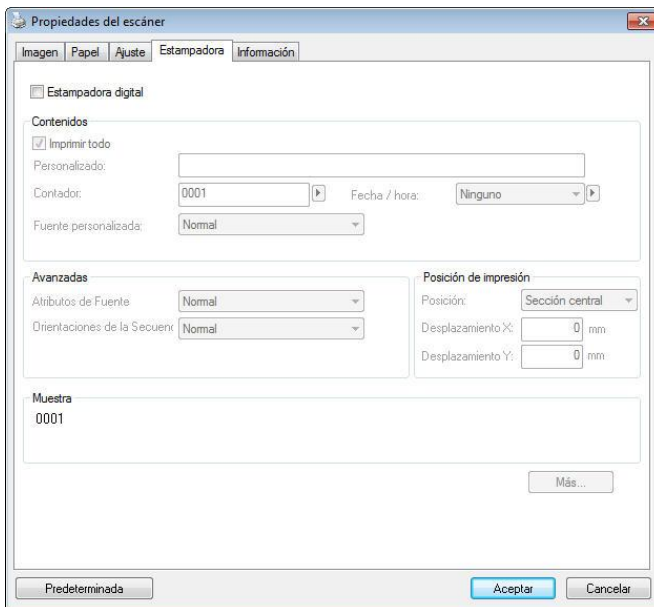 Propiedades del escáner
Imagen Papel Ajuste Estampadora Información
Estampadora digital
Contenidos
Imprimir todo
Personalizado:
Contador: 0001 Fecha / hora: Ninguno
Fuente personalizada: Normal
Avanzadas
Atributos de Fuente Normal
Orientaciones de la Secuenc Normal
Posición de impresión
Posición: Sección central
Desplazamiento X: 0 mm
Desplazamiento Y: 0 mm
Muestra
0001
Más...
Predeterminada Aceptar Cancelar